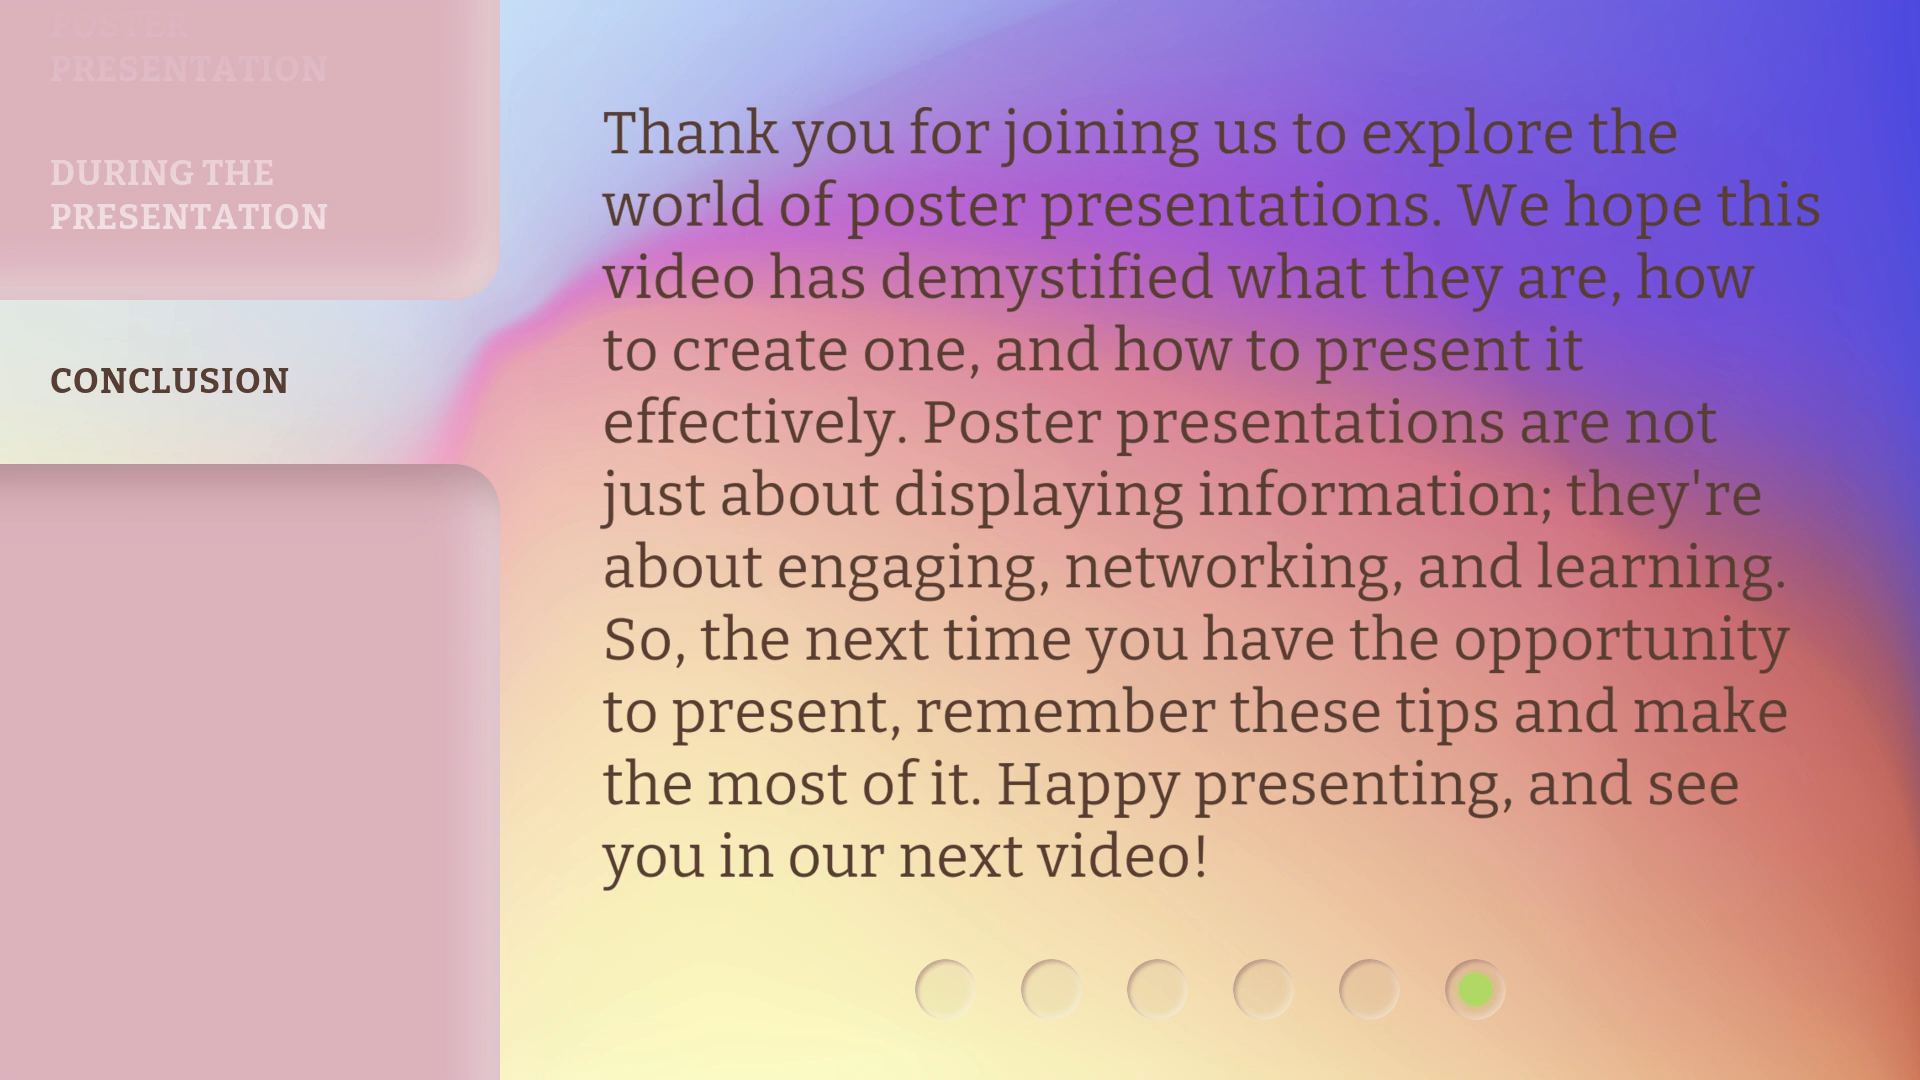 POSTER
PRESENTATION
DURING THE
PRESENTATION
CONCLUSION
Thank you for joining us to explore the
world of poster presentations. We hope this
video has demystified what they are, how
to create one, and how to present it
effectively. Poster presentations are not
just about displaying information; they're
about engaging, networking, and learning.
So, the next time you have the opportunity
to present, remember these tips and make
the most of it. Happy presenting, and see
you in our next video!